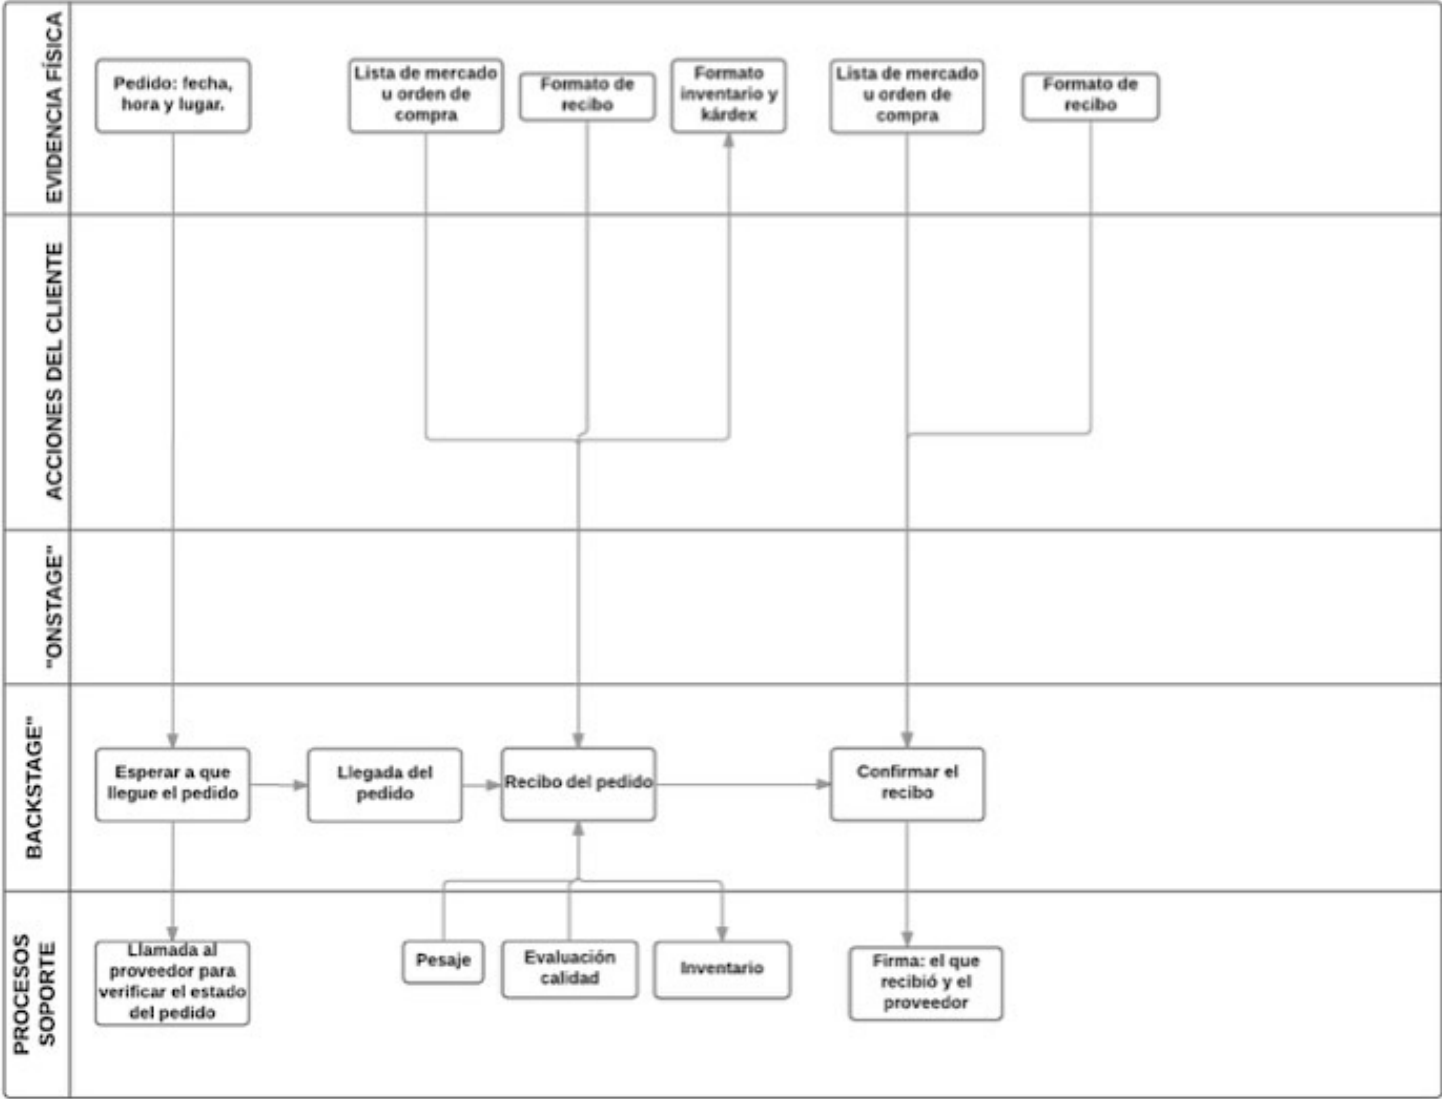 EVIDENCIA FÍSICA
Pedido: fecha,
hora y lugar.
Lista de mercado
u orden de
compra
Formato de
recibo
Formato
inventario y
kárdex
Lista de mercado
u orden de
compra
Formato de
recibo
ACCIONES DEL CLIENTE
"ONSTAGE"
BACKSTAGE"
Esperar a que
llegue el pedido
Llegada del
pedido
Recibo del pedido
Confirmar el
recibo
PROCESOS
SOPORTE
Llamada al
proveedor para
verificar el estado
del pedido
Pesaje
Evaluación
calidad
Inventario
Firma: el que
recibió y el
proveedor